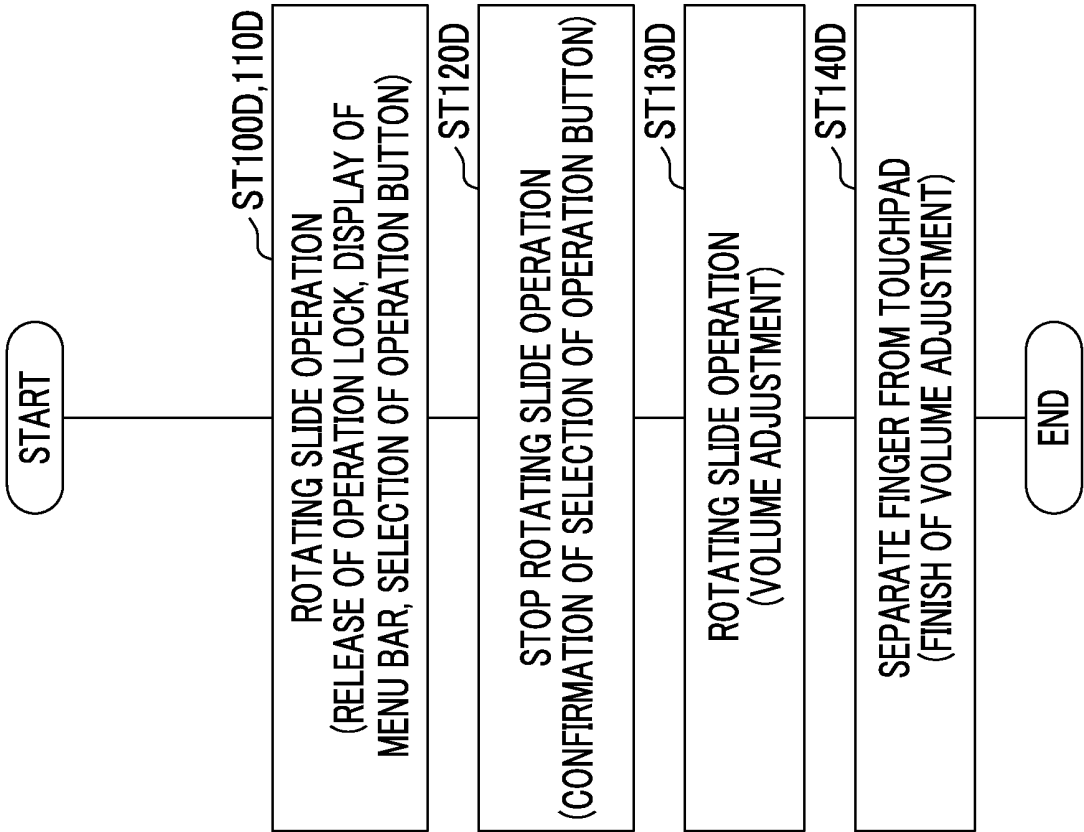 START
ST100D,110D
ROTATING SLIDE OPERATION
(RELEASE OF OPERATION LOCK, DISPLAY OF
MENU BAR, SELECTION OF OPERATION BUTTON)
ST120D
STOP ROTATING SLIDE OPERATION
(CONFIRMATION OF SELECTION OF OPERATION BUTTON)
ST130D
ROTATING SLIDE OPERATION
(VOLUME ADJUSTMENT)
ST140D
SEPARATE FINGER FROM TOUCHPAD
(FINISH OF VOLUME ADJUSTMENT)
END